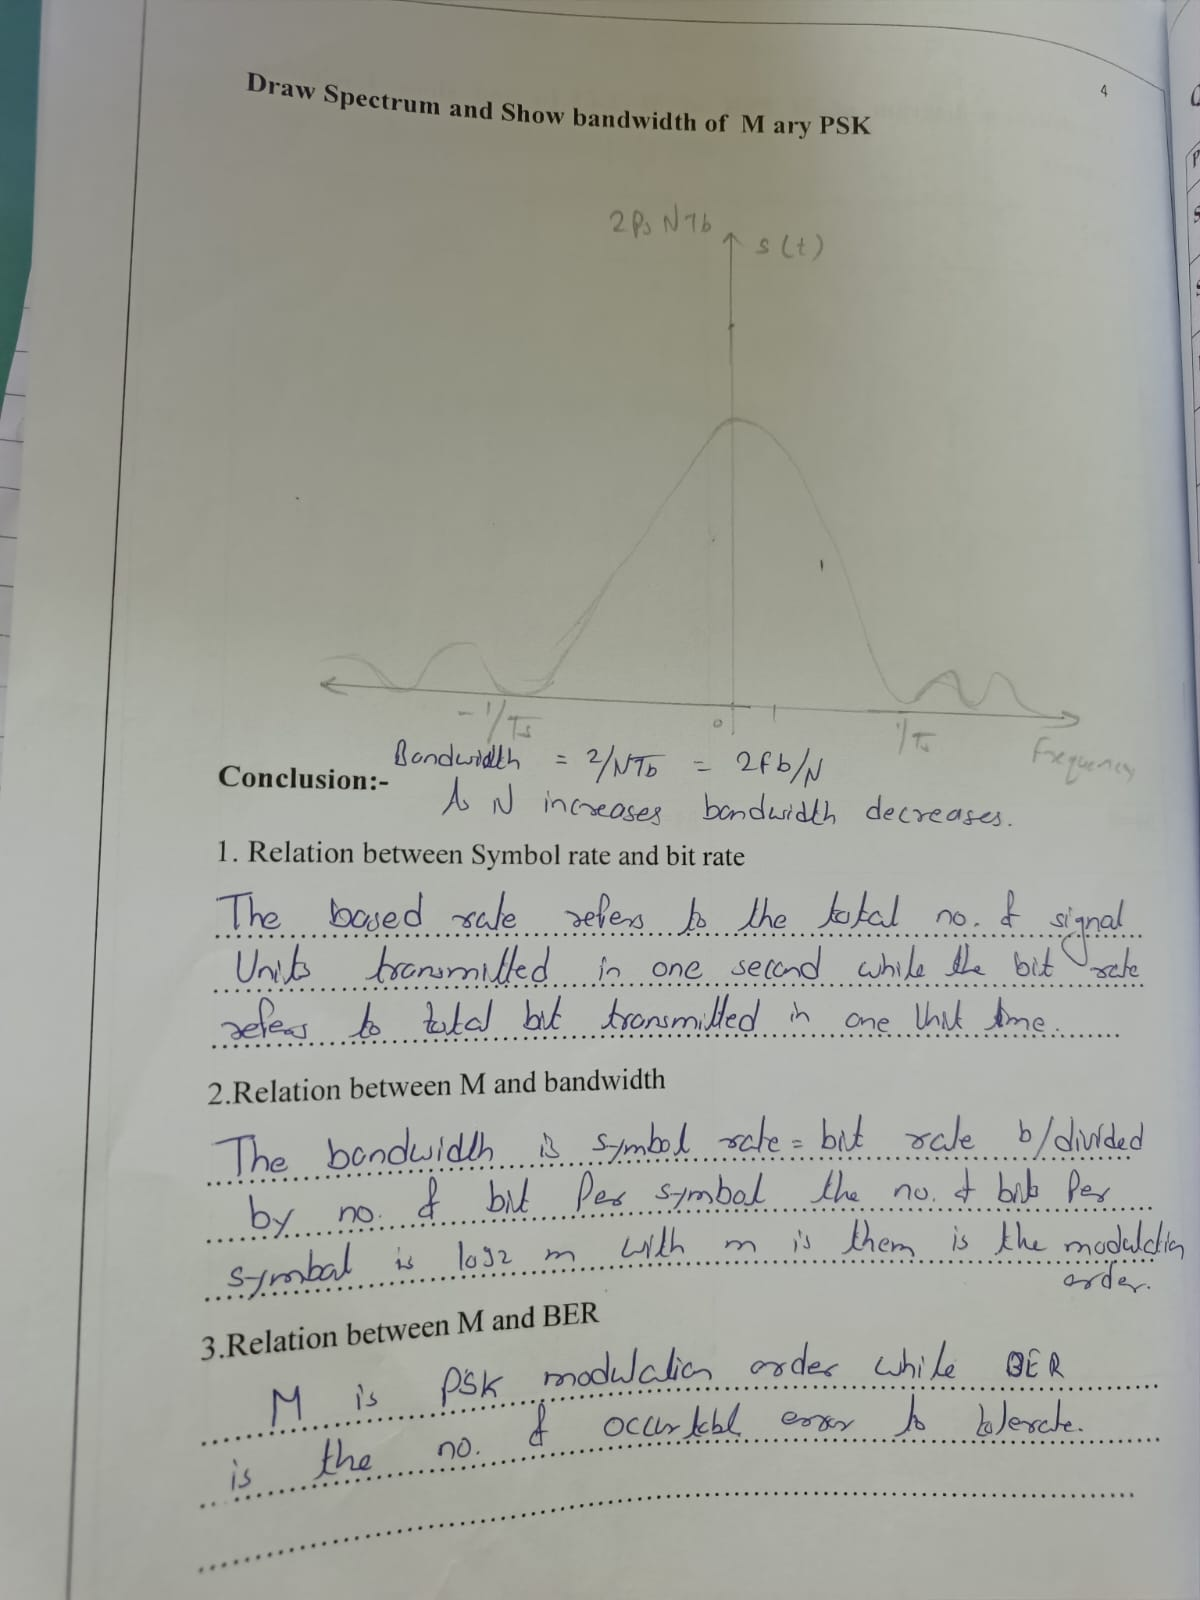 4
Draw Spectrum and Show bandwidth of M ary PSK
2Ps NTb
s(t)
-1/Ts
0
1/Ts
Frequency
Bandwidth = 2/NTb = 2fb/N
Conclusion:-
As N increases bandwidth decreases.
1. Relation between Symbol rate and bit rate
The baud rate refers to the total no. of signal
Units transmitted in one second while the bit rate
refers to total bit transmitted in one Unit time.
2.Relation between M and bandwidth
The bandwidth is symbol rate = bit rate b/divided
by no. of bit Per symbol the no. of bits Per
symbol is log2 m with m is them is the modulation
order.
3.Relation between M and BER
M is PSK modulation order while BER
is the no. of error to tolerate.